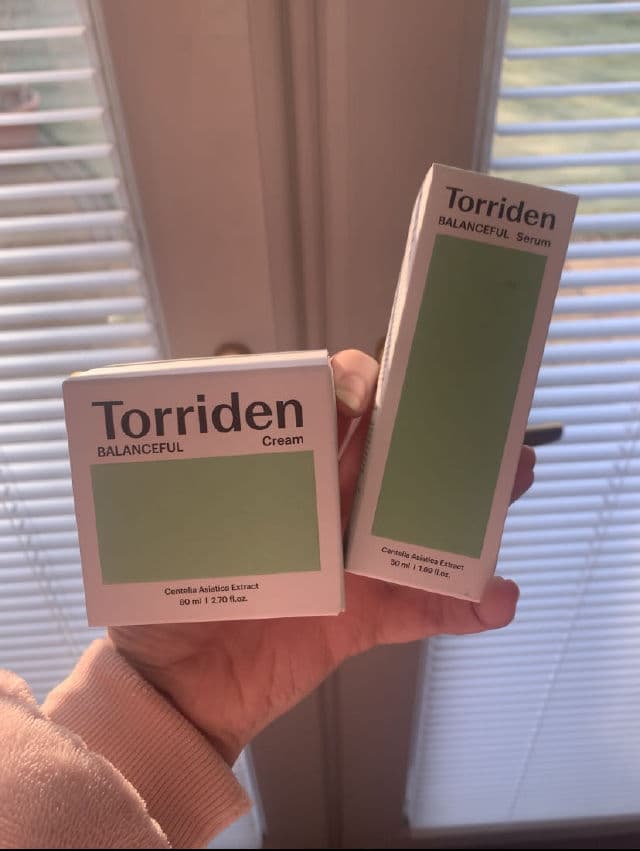 Torriden
BALANCEFUL Cream
Centella Asiatica Extract
80 ml | 2.70 fl.oz.
Torriden
BALANCEFUL Serum
Centella Asiatica Extract
50 ml | 1.69 fl.oz.